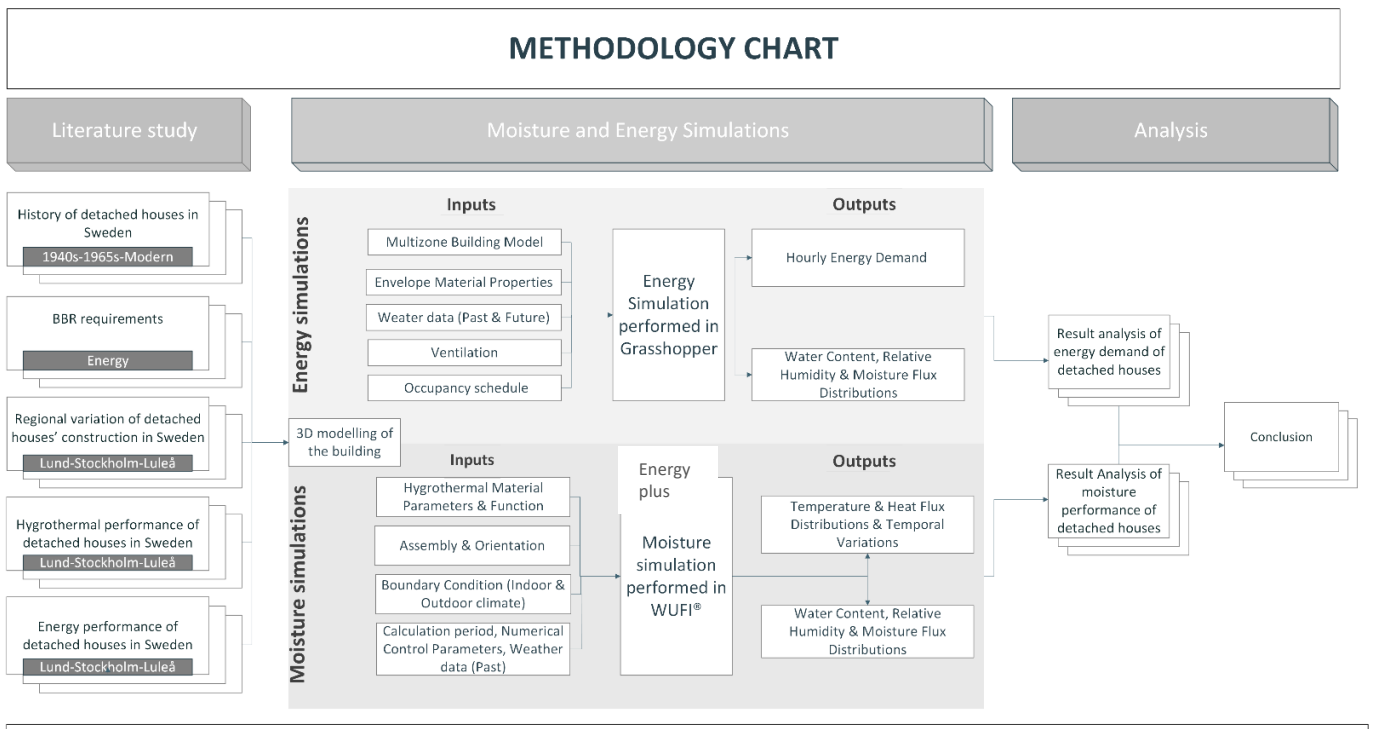 METHODOLOGY CHART
Literature study
Moisture and Energy Simulations
Analysis
History of detached houses in
Sweden
1940s-1965s-Modern
BBR requirements
Energy
Regional variation of detached
houses' construction in Sweden
Lund-Stockholm-Luleå
Hygrothermal performance of
detached houses in Sweden
Lund-Stockholm-Luleå
Energy performance of
detached houses in Sweden
Lund-Stockholm-Luleå
3D modelling of
the building
Energy simulations
Inputs
Multizone Building Model
Envelope Material Properties
Weater data (Past & Future)
Ventilation
Occupancy schedule
Energy
Simulation
performed in
Grasshopper
Outputs
Hourly Energy Demand
Water Content, Relative
Humidity & Moisture Flux
Distributions
Moisture simulations
Inputs
Hygrothermal Material
Parameters & Function
Assembly & Orientation
Boundary Condition (Indoor &
Outdoor climate)
Calculation period, Numerical
Control Parameters, Weather
data (Past)
Energy
plus
Moisture
simulation
performed in
WUFI®
Outputs
Temperature & Heat Flux
Distributions & Temporal
Variations
Water Content, Relative
Humidity & Moisture Flux
Distributions
Result analysis of
energy demand of
detached houses
Result Analysis of
moisture
performance of
detached houses
Conclusion